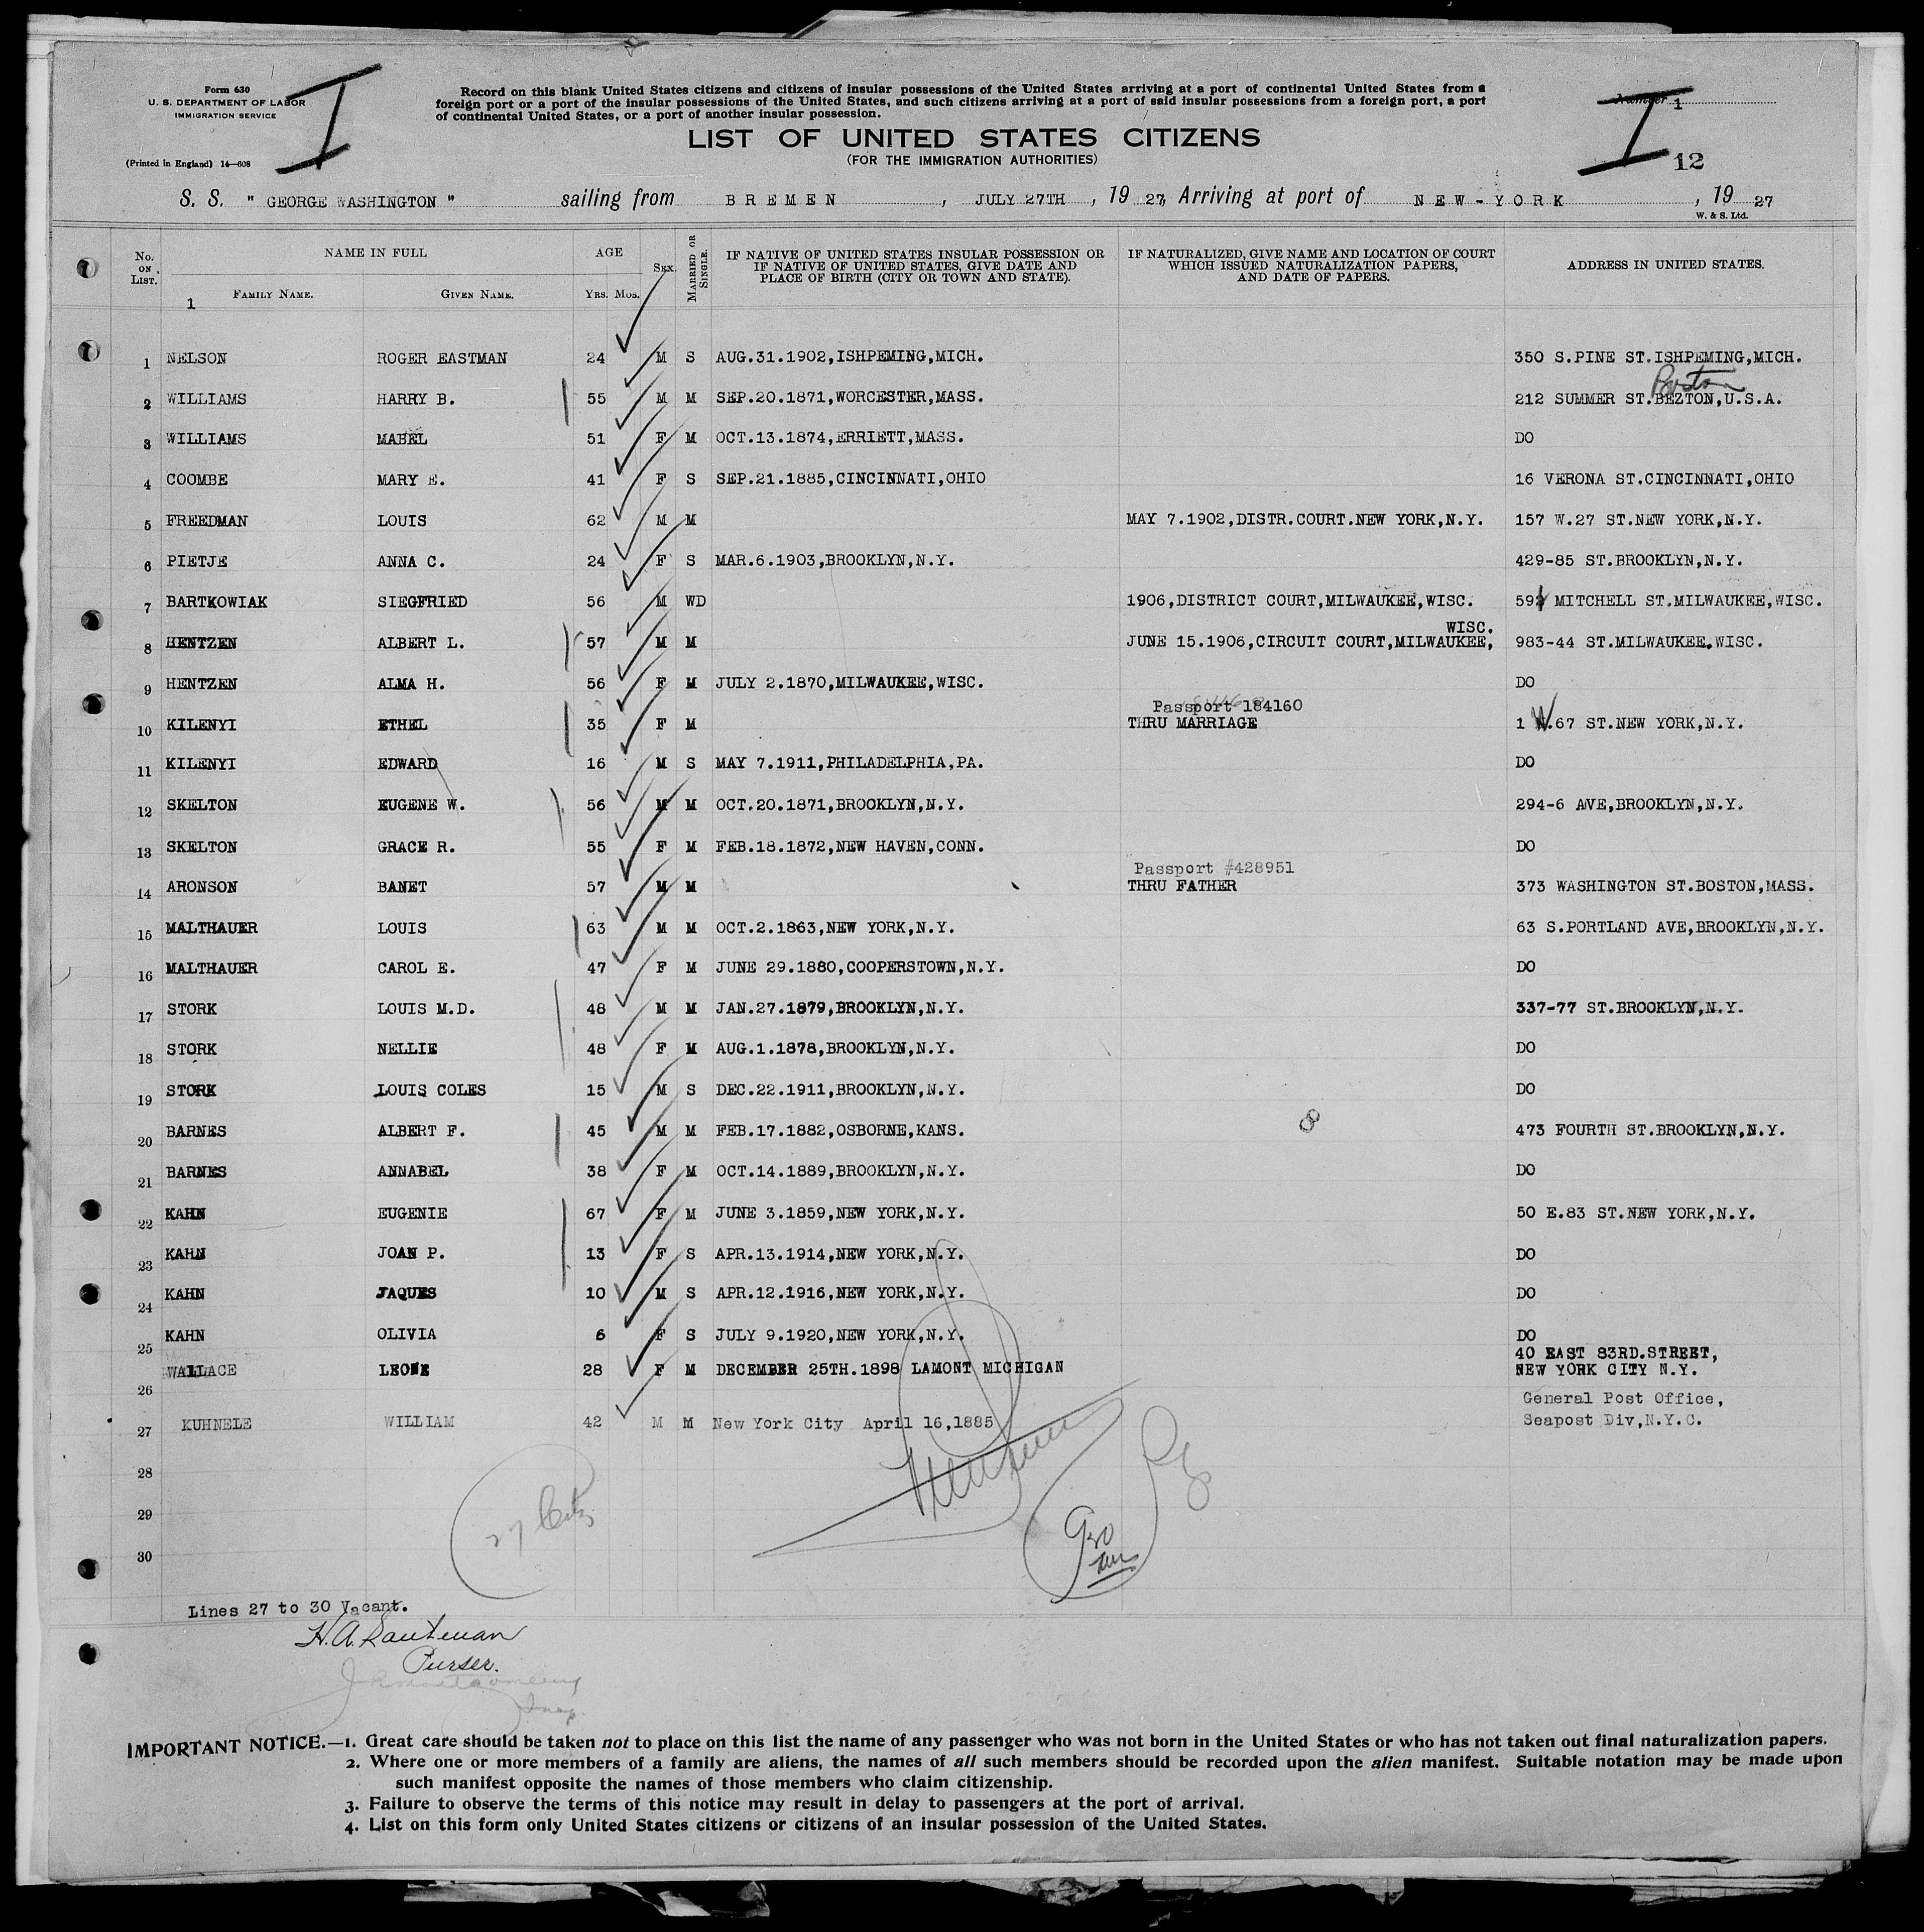 Form 630
U. S. DEPARTMENT OF LABOR
IMMIGRATION SERVICE
(Printed in England) 14—608
I
Record on this blank United States citizens and citizens of insular possessions of the United States arriving at a port of continental United States from a
foreign port or a port of the insular possessions of the United States, and such citizens arriving at a port of said insular possessions from a foreign port, a port
of continental United States, or a port of another insular possession.
LIST OF UNITED STATES CITIZENS
(FOR THE IMMIGRATION AUTHORITIES)
Number 1
I
12
S. S. " GEORGE WASHINGTON " sailing from BREMEN, JULY 27TH, 19 27, Arriving at port of NEW-YORK, 19 27
W. & S. Ltd.
No. ON LIST. NAME IN FULL AGE SEX. MARRIED OR SINGLE. IF NATIVE OF UNITED STATES INSULAR POSSESSION OR IF NATIVE OF UNITED STATES, GIVE DATE AND PLACE OF BIRTH (CITY OR TOWN AND STATE). IF NATURALIZED, GIVE NAME AND LOCATION OF COURT WHICH ISSUED NATURALIZATION PAPERS, AND DATE OF PAPERS. ADDRESS IN UNITED STATES.
1 FAMILY NAME. GIVEN NAME. YRS. MOS.
1 NELSON ROGER EASTMAN 24 M S AUG.31.1902,ISHPEMING,MICH. 350 S.PINE ST.ISHPEMING,MICH.
Boston
2 WILLIAMS HARRY B. 55 M M SEP.20.1871,WORCESTER,MASS. 212 SUMMER ST.BEZTON,U.S.A.
3 WILLIAMS MABEL 51 F M OCT.13.1874,ERRIETT,MASS. DO
4 COOMBE MARY E. 41 F S SEP.21.1885,CINCINNATI,OHIO 16 VERONA ST.CINCINNATI,OHIO
5 FREEDMAN LOUIS 62 M M MAY 7.1902,DISTR.COURT.NEW YORK,N.Y. 157 W.27 ST.NEW YORK,N.Y.
6 PIETJE ANNA C. 24 F S MAR.6.1903,BROOKLYN,N.Y. 429-85 ST.BROOKLYN,N.Y.
7 BARTKOWIAK SIEGFRIED 56 M WD 1906,DISTRICT COURT,MILWAUKEE,WISC. 591 MITCHELL ST.MILWAUKEE,WISC.
WISC.
8 HENTZEN ALBERT L. 57 M M JUNE 15.1906,CIRCUIT COURT,MILWAUKEE, 983-44 ST.MILWAUKEE.WISC.
9 HENTZEN ALMA H. 56 F M JULY 2.1870,MILWAUKEE,WISC. DO
Passport 184160
10 KILENYI ETHEL 35 F M THRU MARRIAGE 1 W.67 ST.NEW YORK,N.Y.
11 KILENYI EDWARD 16 M S MAY 7.1911,PHILADELPHIA,PA. DO
12 SKELTON EUGENE W. 56 M M OCT.20.1871,BROOKLYN,N.Y. 294-6 AVE,BROOKLYN,N.Y.
13 SKELTON GRACE R. 55 F M FEB.18.1872,NEW HAVEN,CONN. DO
Passport #428951
14 ARONSON BANET 57 M M THRU FATHER 373 WASHINGTON ST.BOSTON,MASS.
15 MALTHAUER LOUIS 63 M M OCT.2.1863,NEW YORK,N.Y. 63 S.PORTLAND AVE,BROOKLYN,N.Y.
16 MALTHAUER CAROL E. 47 F M JUNE 29.1880,COOPERSTOWN,N.Y. DO
17 STORK LOUIS M.D. 48 M M JAN.27.1879,BROOKLYN,N.Y. 337-77 ST.BROOKLYN,N.Y.
18 STORK NELLIE 48 F M AUG.1.1878,BROOKLYN,N.Y. DO
19 STORK LOUIS COLES 15 M S DEC.22.1911,BROOKLYN,N.Y. DO
20 BARNES ALBERT F. 45 M M FEB.17.1882,OSBORNE,KANS. 473 FOURTH ST.BROOKLYN,N.Y.
21 BARNES ANNABEL 38 F M OCT.14.1889,BROOKLYN,N.Y. DO
22 KAHN EUGENIE 67 F M JUNE 3.1859,NEW YORK,N.Y. 50 E.83 ST.NEW YORK,N.Y.
23 KAHN JOAN P. 13 F S APR.13.1914,NEW YORK,N.Y. DO
24 KAHN JAQUES 10 M S APR.12.1916,NEW YORK,N.Y. DO
25 KAHN OLIVIA 6 F S JULY 9.1920,NEW YORK,N.Y. DO
40 EAST 83RD.STREET,
26 WALLACE LEONE 28 F M DECEMBER 25TH.1898 LAMONT MICHIGAN NEW YORK CITY N.Y.
General Post Office,
27 KUHNELE WILLIAM 42 M M New York City April 16,1885 Seapost Div,N.Y.C.
28
29
30
27 Citz
Lines 27 to 30 Vacant.
H.A.
Purser.
Insp.
IMPORTANT NOTICE.—1. Great care should be taken not to place on this list the name of any passenger who was not born in the United States or who has not taken out final naturalization papers.
2. Where one or more members of a family are aliens, the names of all such members should be recorded upon the alien manifest. Suitable notation may be made upon
such manifest opposite the names of those members who claim citizenship.
3. Failure to observe the terms of this notice may result in delay to passengers at the port of arrival.
4. List on this form only United States citizens or citizens of an insular possession of the United States.